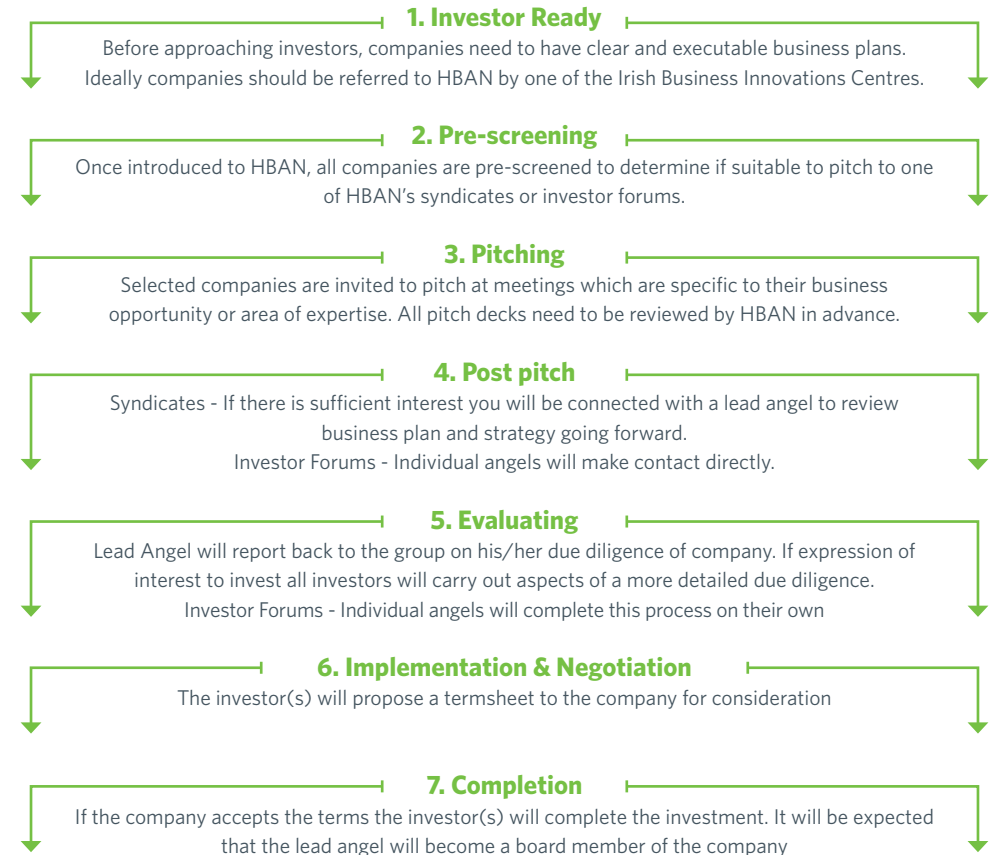 1. Investor Ready
Before approaching investors, companies need to have clear and executable business plans.
Ideally companies should be referred to HBAN by one of the Irish Business Innovations Centres.
2. Pre-screening
Once introduced to HBAN, all companies are pre-screened to determine if suitable to pitch to one
of HBAN's syndicates or investor forums.
3. Pitching
Selected companies are invited to pitch at meetings which are specific to their business
opportunity or area of expertise. All pitch decks need to be reviewed by HBAN in advance.
4. Post pitch
Syndicates - If there is sufficient interest you will be connected with a lead angel to review
business plan and strategy going forward.
Investor Forums - Individual angels will make contact directly.
5. Evaluating
Lead Angel will report back to the group on his/her due diligence of company. If expression of
interest to invest all investors will carry out aspects of a more detailed due diligence.
Investor Forums - Individual angels will complete this process on their own
6. Implementation & Negotiation
The investor(s) will propose a termsheet to the company for consideration
7. Completion
If the company accepts the terms the investor(s) will complete the investment. It will be expected
that the lead angel will become a board member of the company